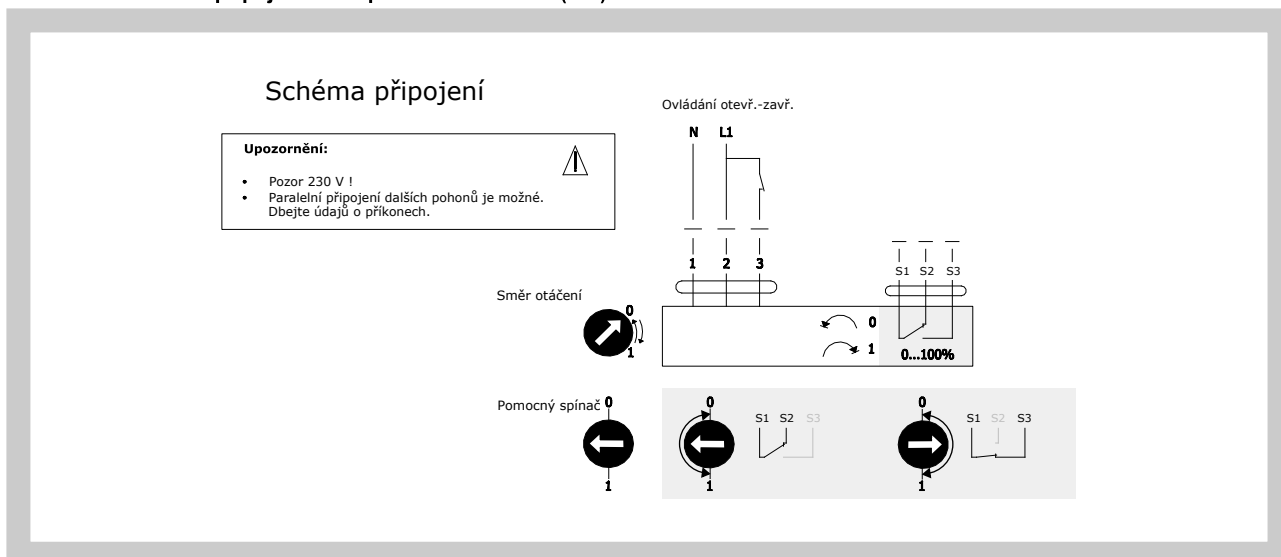 Schéma připojení
Ovládání otevř.-zavř.
N L1
Upozornění:
• Pozor 230 V !
• Paralelní připojení dalších pohonů je možné.
Dbejte údajů o příkonech.
1 2 3
S1 S2 S3
Směr otáčení
0
1
0
1
0...100%
Pomocný spínač
0
1
0
1
S1 S2 S3
0
1
S1 S2 S3